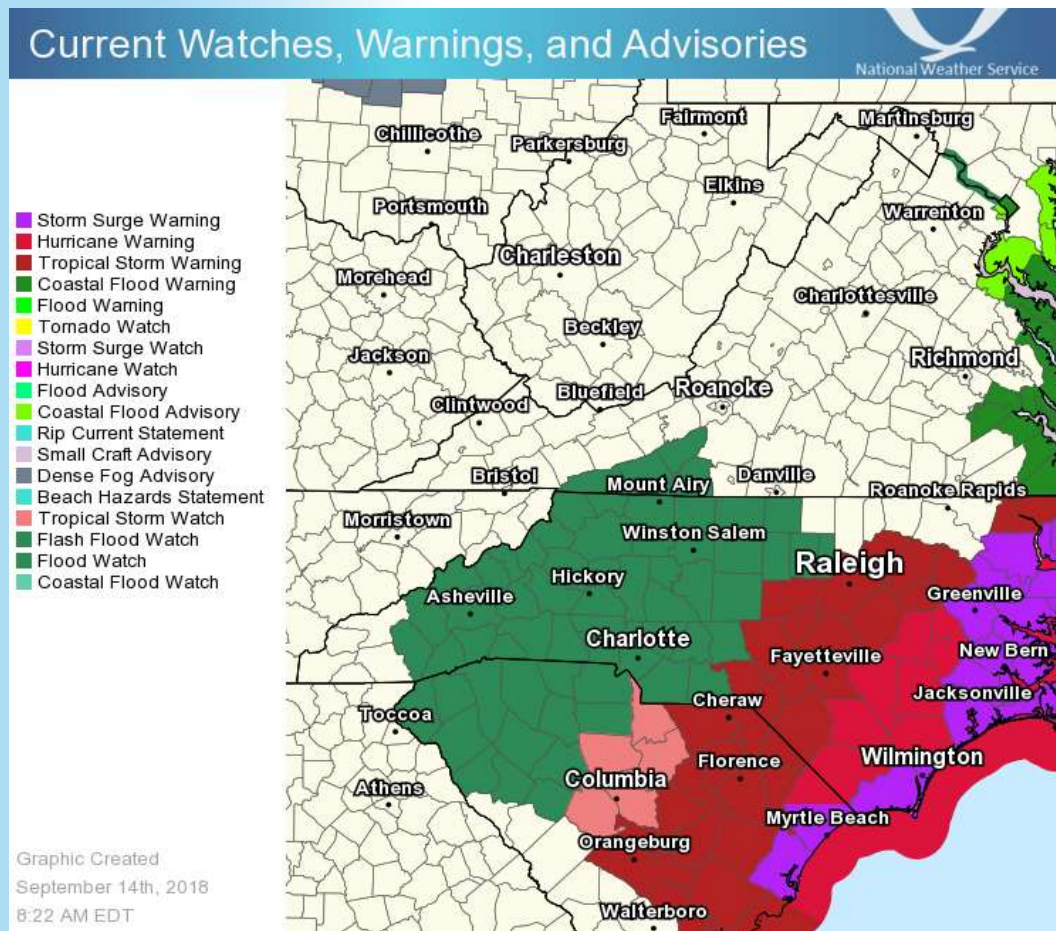 Current Watches, Warnings, and Advisories
National Weather Service
Storm Surge Warning
Hurricane Warning
Tropical Storm Warning
Coastal Flood Warning
Flood Warning
Tornado Watch
Storm Surge Watch
Hurricane Watch
Flood Advisory
Coastal Flood Advisory
Rip Current Statement
Small Craft Advisory
Dense Fog Advisory
Beach Hazards Statement
Tropical Storm Watch
Flash Flood Watch
Flood Watch
Coastal Flood Watch
Graphic Created
September 14th, 2018
8:22 AM EDT
Fairmont
Martinsburg
Chillicothe
Parkersburg
Elkins
Portsmouth
Warrenton
Charleston
Morehead
Charlottesville
Beckley
Jackson
Richmond
Bluefield
Roanoke
Clintwood
Bristol
Mount Airy
Danville
Roanoke Rapids
Morristown
Winston Salem
Raleigh
Hickory
Asheville
Greenville
Charlotte
Fayetteville
New Bern
Jacksonville
Cheraw
Toccoa
Wilmington
Florence
Columbia
Athens
Myrtle Beach
Orangeburg
Walterboro